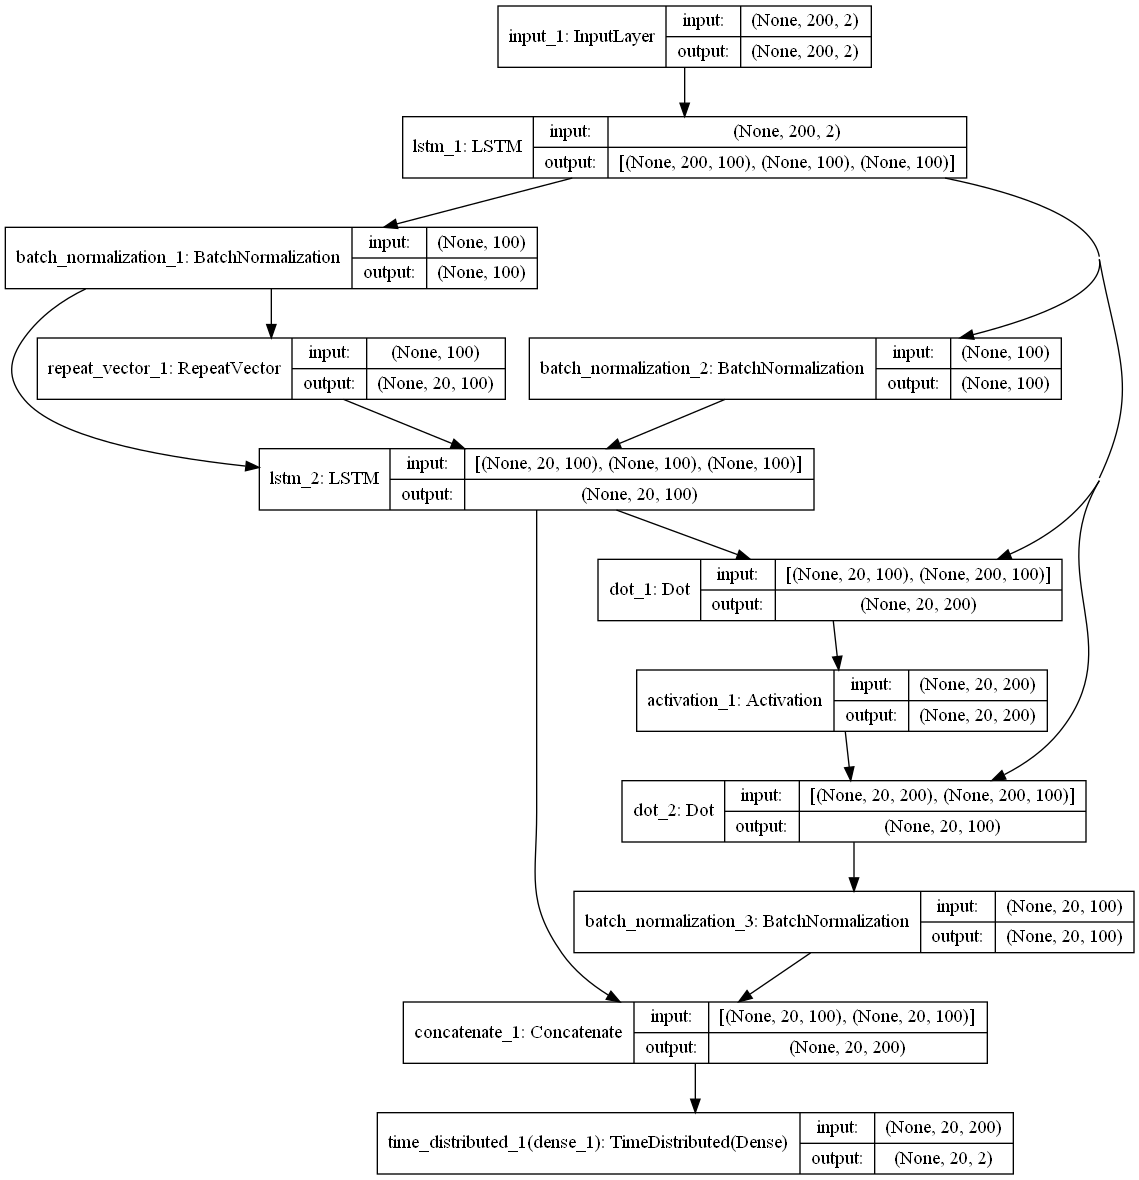 input_1: InputLayer
input: (None, 200, 2)
output: (None, 200, 2)
lstm_1: LSTM
input: (None, 200, 2)
output: [(None, 200, 100), (None, 100), (None, 100)]
batch_normalization_1: BatchNormalization
input: (None, 100)
output: (None, 100)
repeat_vector_1: RepeatVector
input: (None, 100)
output: (None, 20, 100)
batch_normalization_2: BatchNormalization
input: (None, 100)
output: (None, 100)
lstm_2: LSTM
input: [(None, 20, 100), (None, 100), (None, 100)]
output: (None, 20, 100)
dot_1: Dot
input: [(None, 20, 100), (None, 200, 100)]
output: (None, 20, 200)
activation_1: Activation
input: (None, 20, 200)
output: (None, 20, 200)
dot_2: Dot
input: [(None, 20, 200), (None, 200, 100)]
output: (None, 20, 100)
batch_normalization_3: BatchNormalization
input: (None, 20, 100)
output: (None, 20, 100)
concatenate_1: Concatenate
input: [(None, 20, 100), (None, 20, 100)]
output: (None, 20, 200)
time_distributed_1(dense_1): TimeDistributed(Dense)
input: (None, 20, 200)
output: (None, 20, 2)